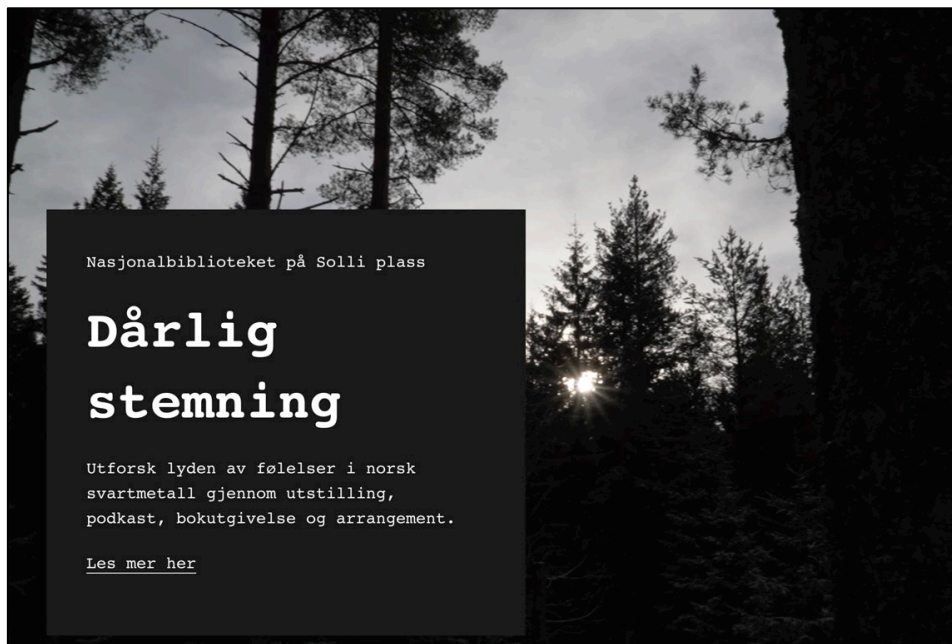 Nasjonalbiblioteket på Solli plass
Dårlig
stemning
Utforsk lyden av følelser i norsk
svartmetall gjennom utstilling,
podkast, bokutgivelse og arrangement.
Les mer her